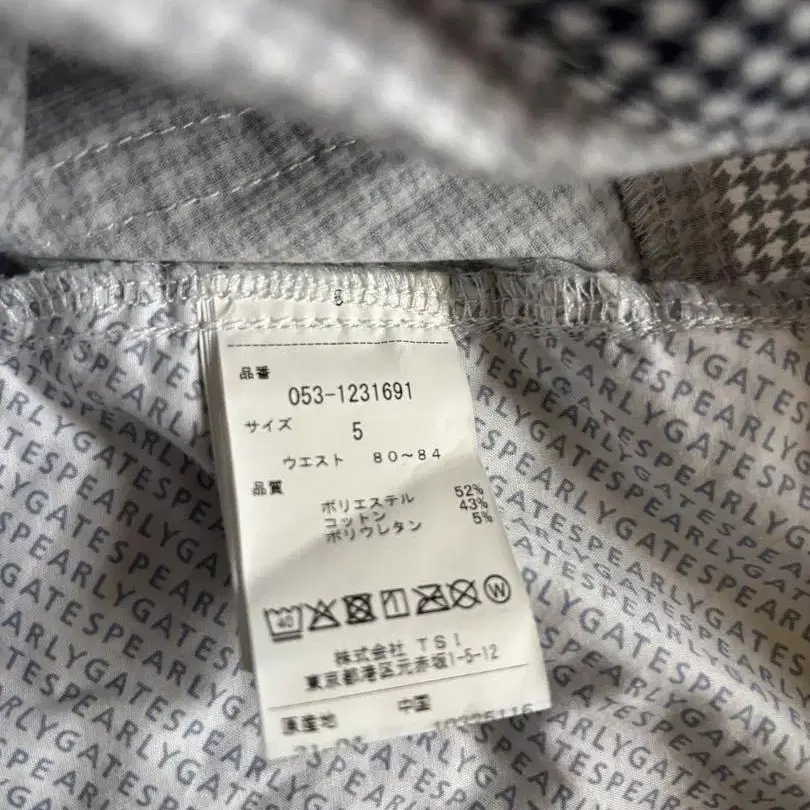 品番
053-1231691
サイズ
5
ウエスト 80〜84
品質
ポリエステル 52%
コットン 43%
ポリウレタン 5%
40
W
株式会社 TSI
東京都港区元赤坂1-5-12
原産地 中国
PEARLYGATES